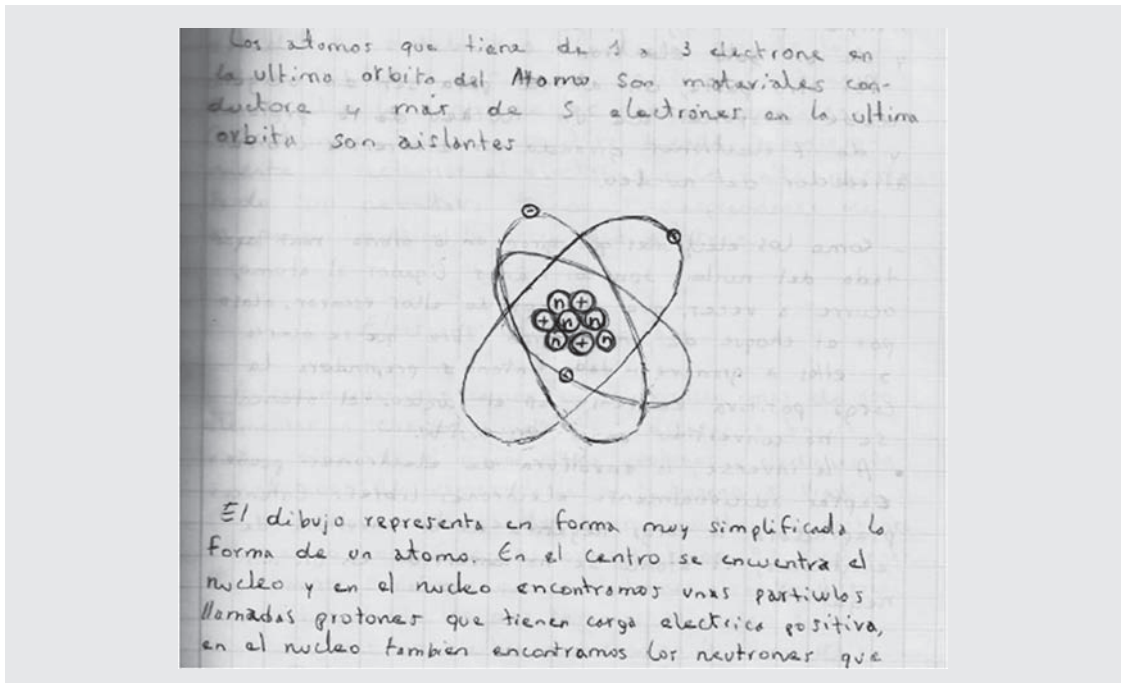 Los atomos que tiene de 1 a 3 electrone en
la ultima orbita del Atomo son materiales con-
ductore y más de 5 electrones en la ultima
orbita son aislantes
-
-
n +
+ n n
n + n
-
El dibujo representa en forma muy simplificada la
forma de un atomo. En el centro se encuentra el
nucleo y en el nucleo encontramos unas particulas
llamadas protones que tienen carga electrica positiva,
en el nucleo tambien encontramos los neutrones que